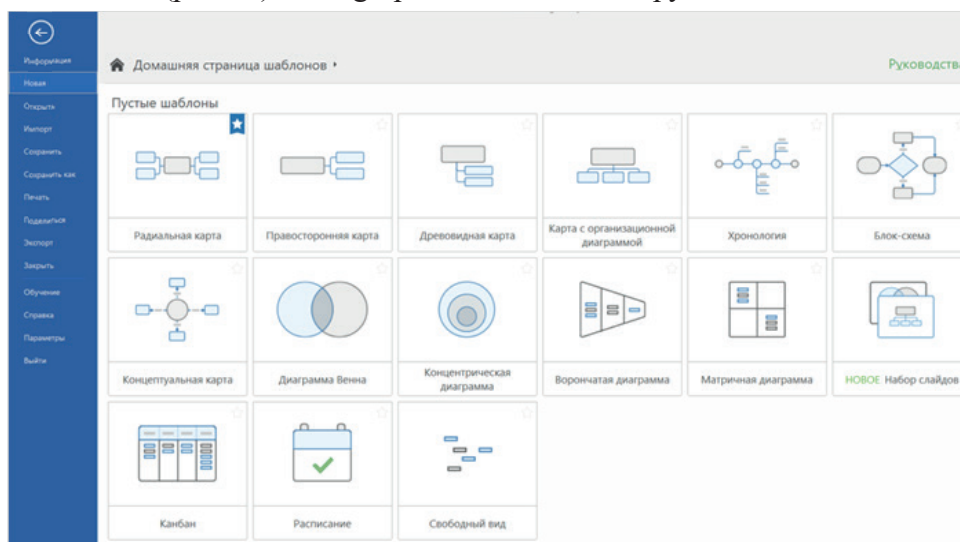 Информация
Новая
Открыть
Импорт
Сохранить
Сохранить как
Печать
Поделиться
Экспорт
Закрыть
Обучение
Справка
Параметры
Выйти
Домашняя страница шаблонов
Руководства
Пустые шаблоны
Радиальная карта
Правосторонняя карта
Древовидная карта
Карта с организационной
диаграммой
Хронология
Блок-схема
Концептуальная карта
Диаграмма Венна
Концентрическая
диаграмма
Ворончатая диаграмма
Матричная диаграмма
НОВОЕ Набор слайдов
Канбан
Расписание
Свободный вид